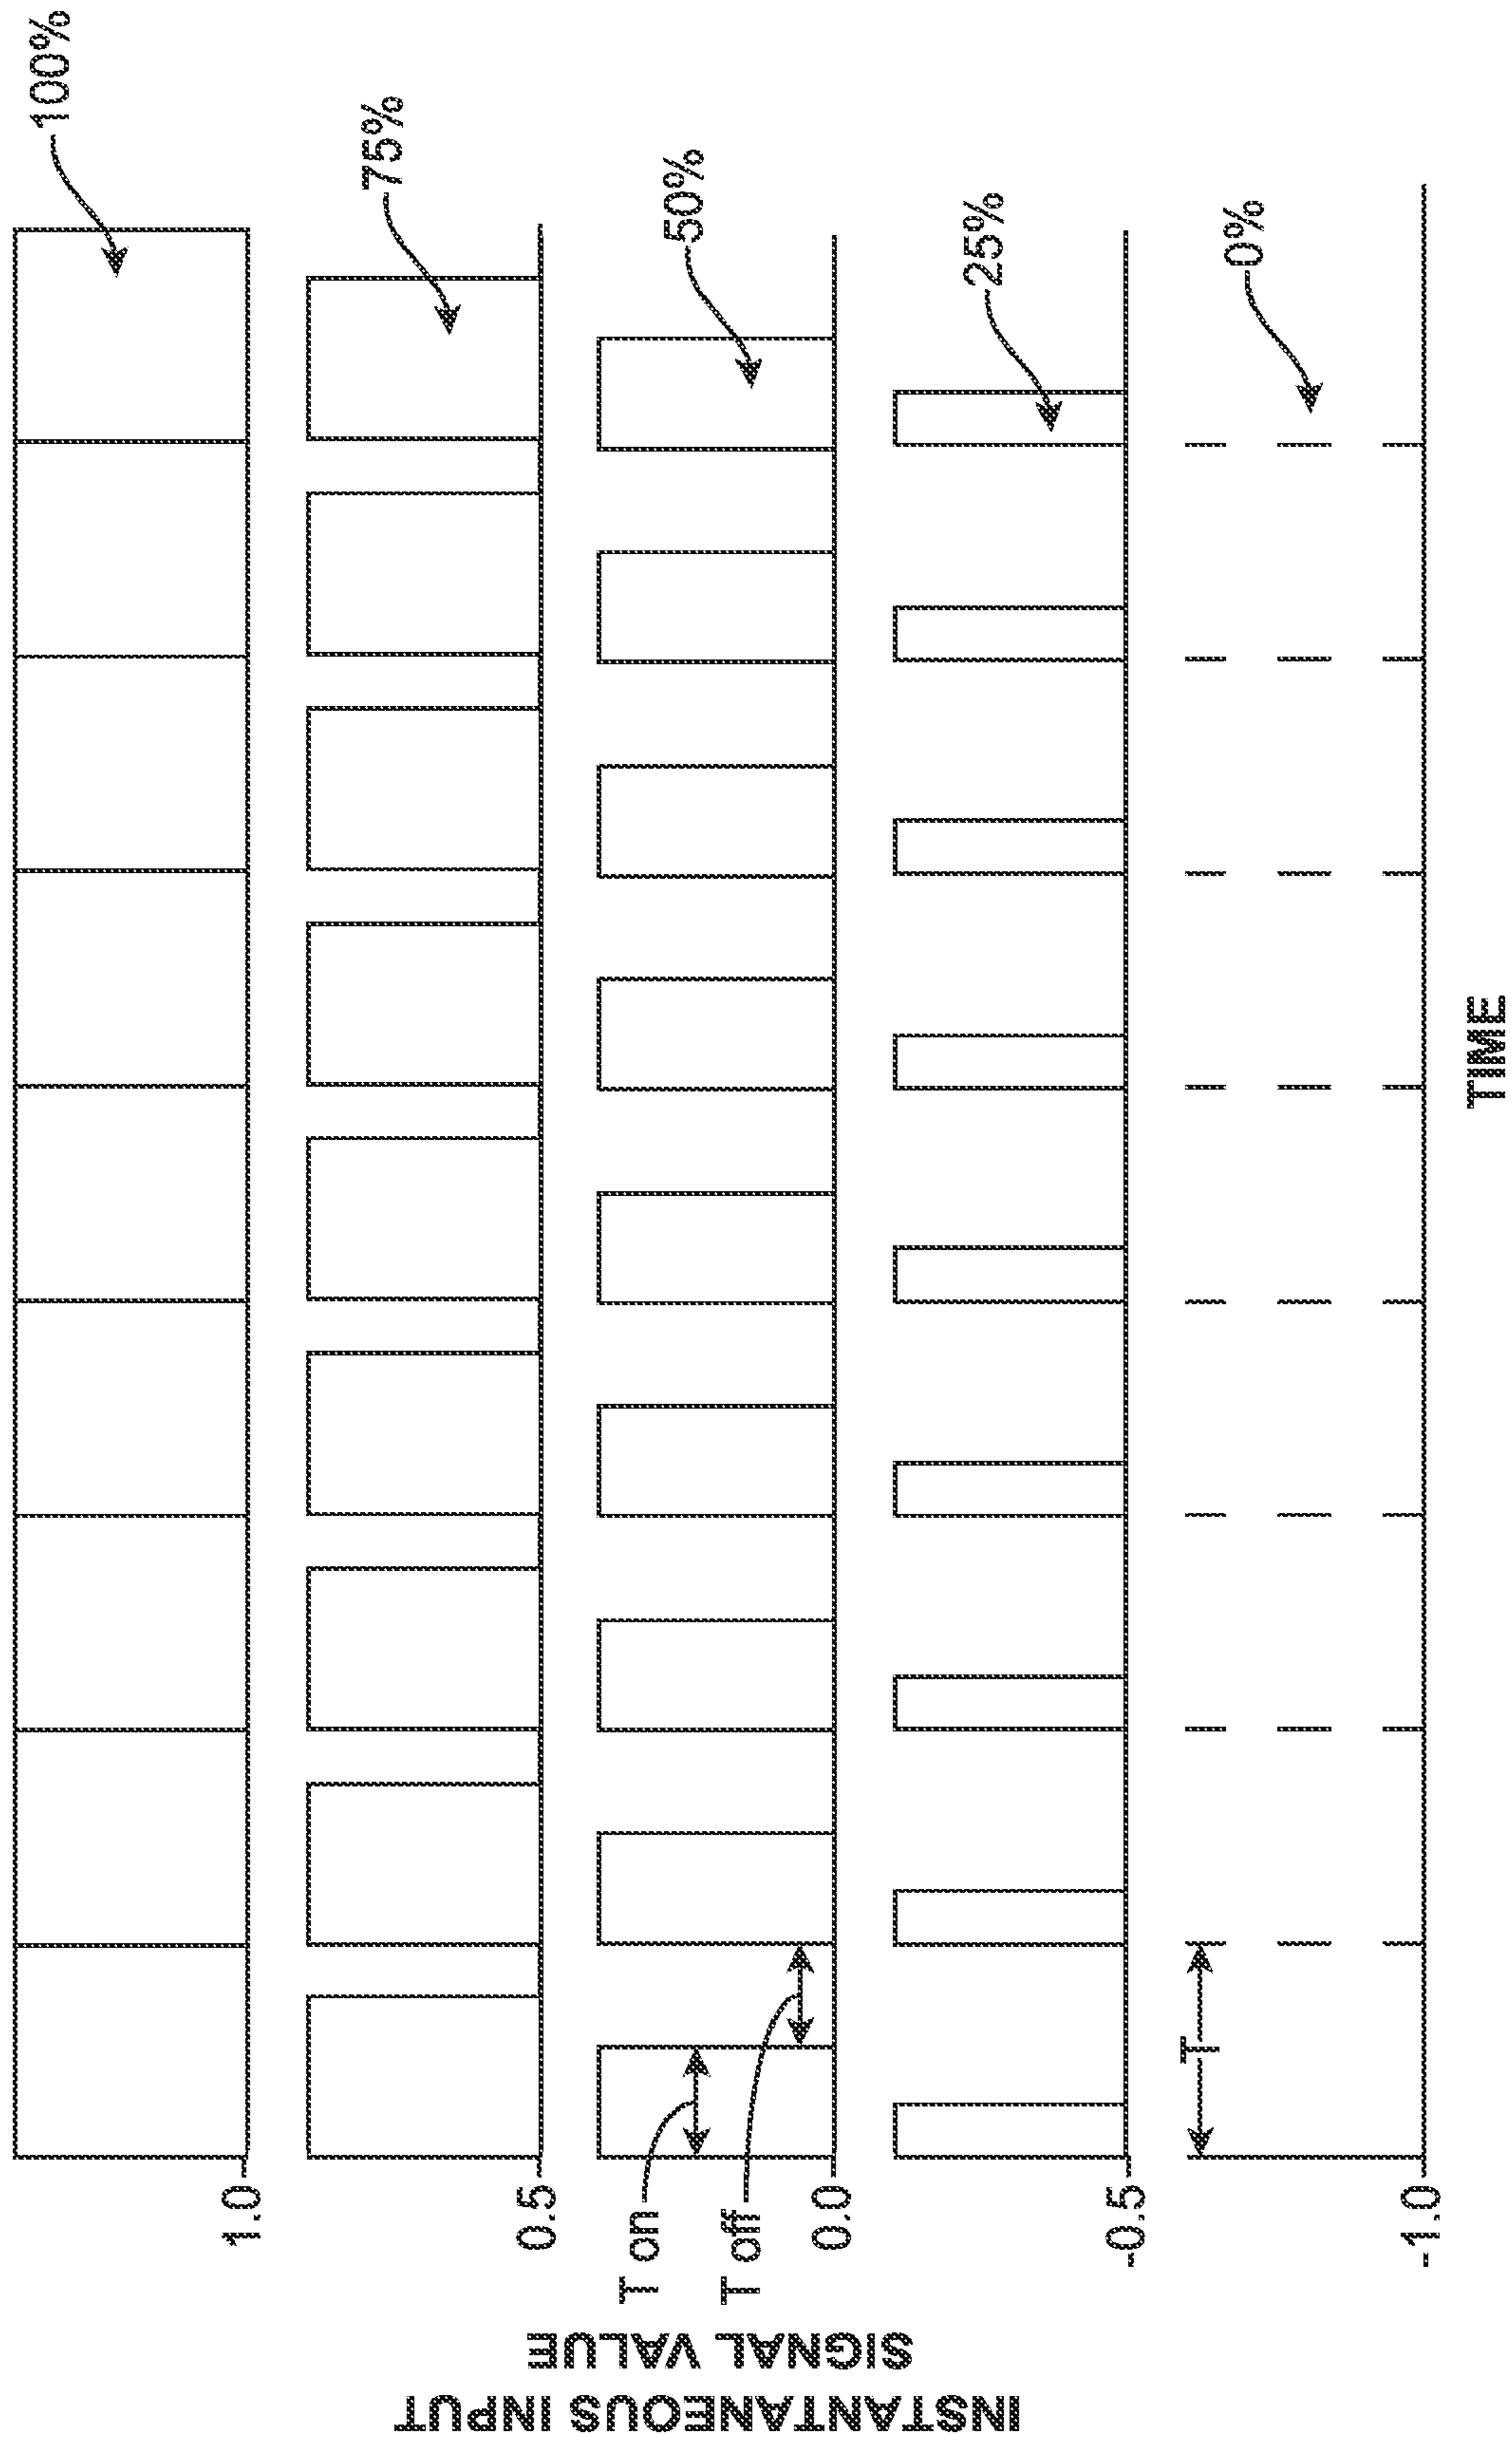 INSTANTANEOUS INPUT
SIGNAL VALUE
1.0
100%
0.5
75%
T on
T off
0.0
50%
-0.5
25%
-1.0
T
0%
TIME